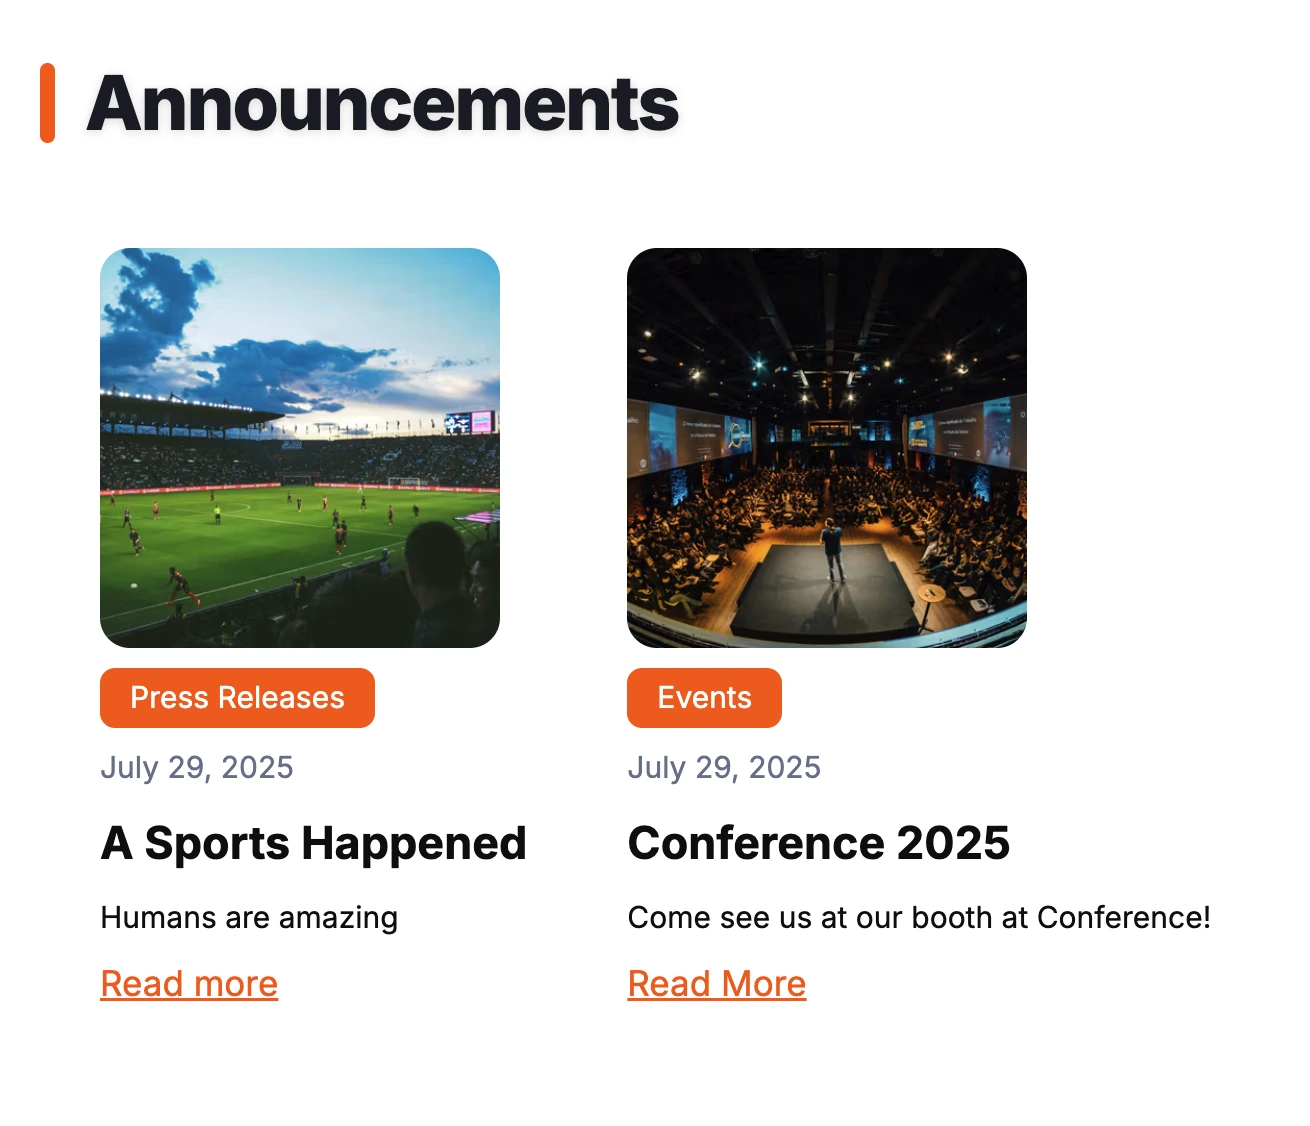 Announcements
Press Releases
July 29, 2025
A Sports Happened
Humans are amazing
Read more
Events
July 29, 2025
Conference 2025
Come see us at our booth at Conference!
Read More